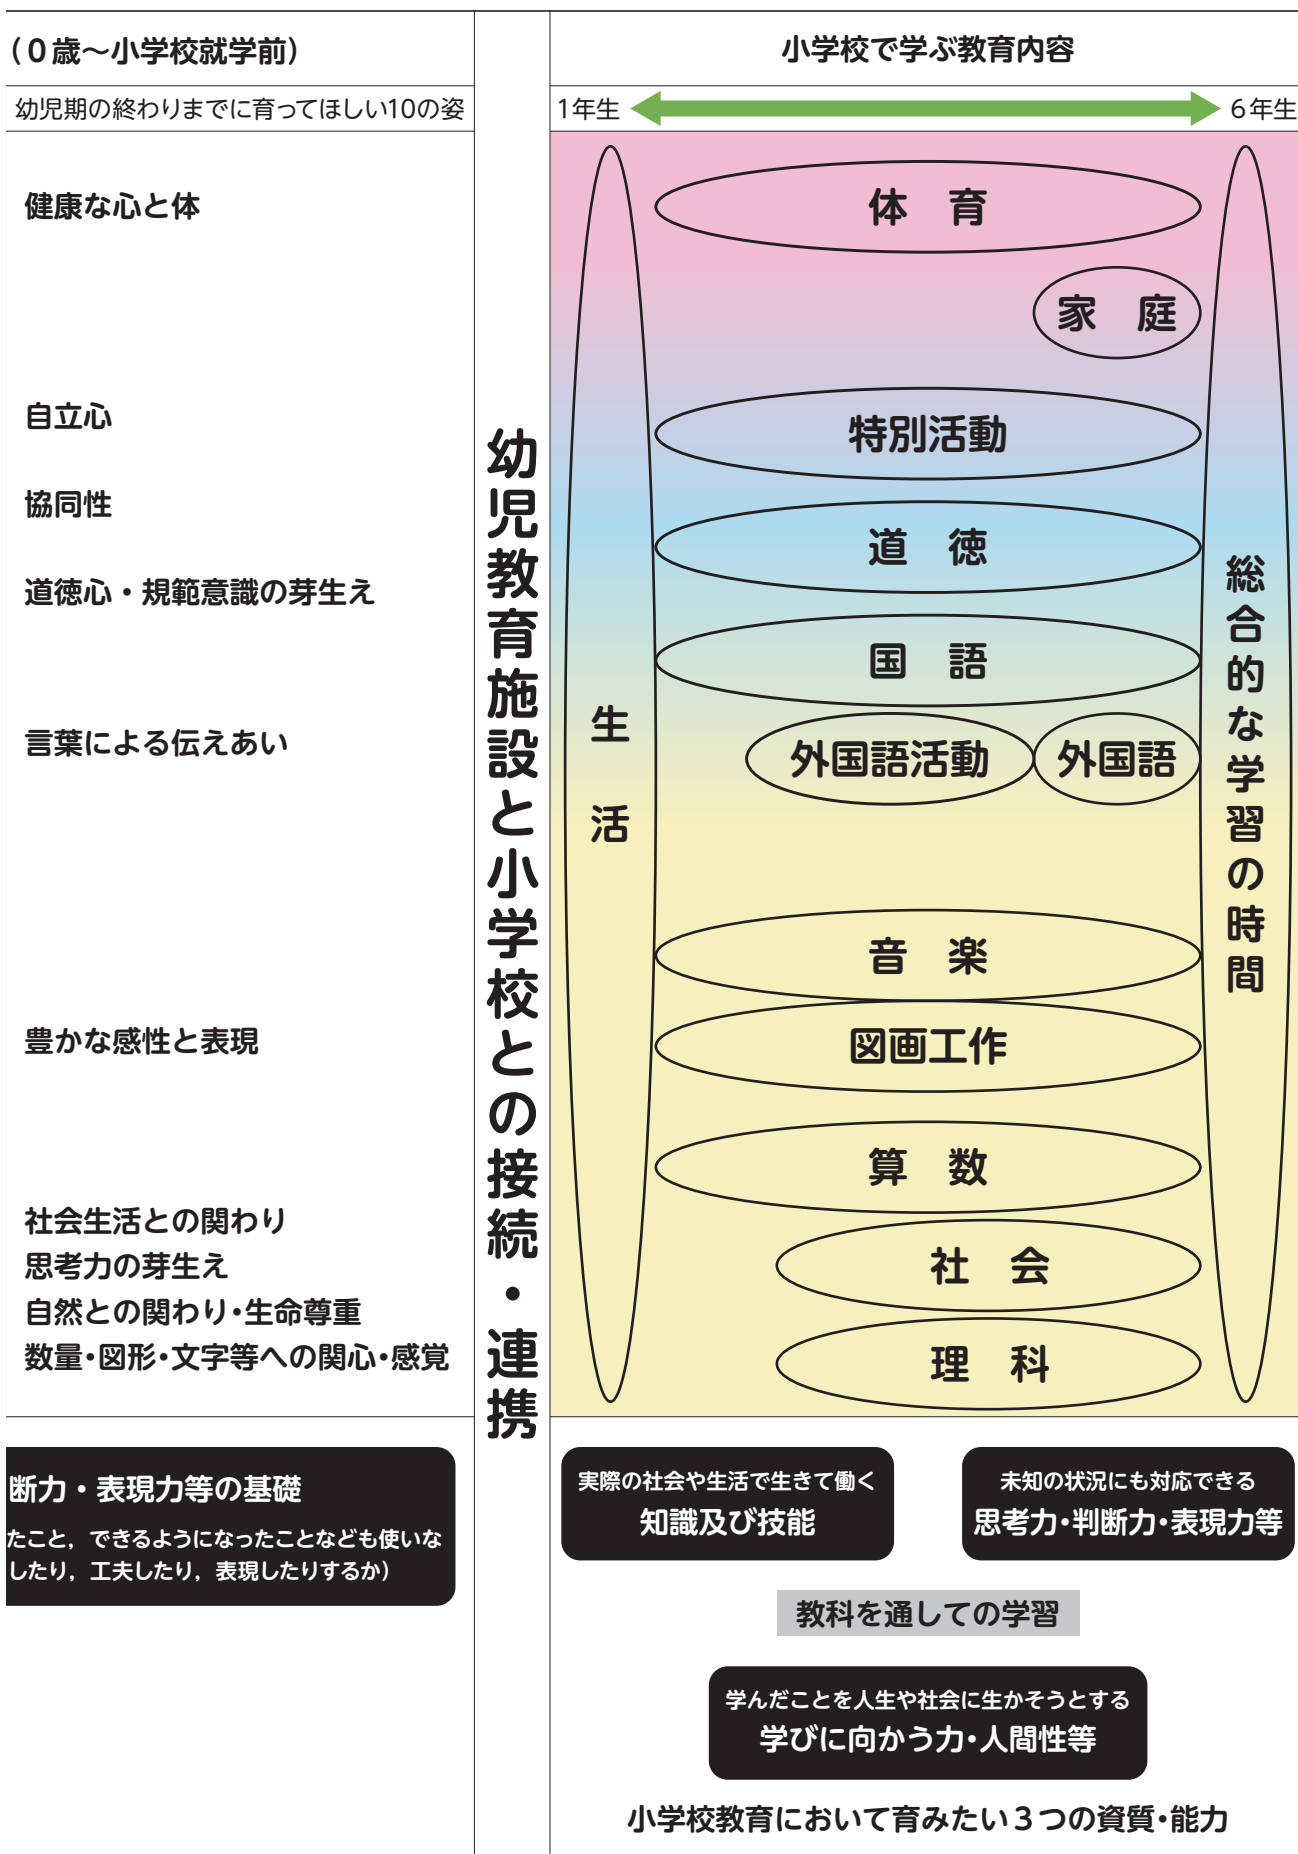 (０歳〜小学校就学前)
幼児期の終わりまでに育ってほしい10の姿
健康な心と体
自立心
協同性
道徳心・規範意識の芽生え
言葉による伝えあい
豊かな感性と表現
社会生活との関わり
思考力の芽生え
自然との関わり・生命尊重
数量・図形・文字等への関心・感覚
断力・表現力等の基礎
たこと，できるようになったことなども使いな
したり，工夫したり，表現したりするか）
幼児教育施設と小学校との接続・連携
小学校で学ぶ教育内容
1年生
６年生
生活
体　育
家　庭
特別活動
道　徳
国　語
外国語活動
外国語
音　楽
図画工作
算　数
社　会
理　科
総合的な学習の時間
実際の社会や生活で生きて働く
知識及び技能
未知の状況にも対応できる
思考力・判断力・表現力等
教科を通しての学習
学んだことを人生や社会に生かそうとする
学びに向かう力・人間性等
小学校教育において育みたい３つの資質・能力